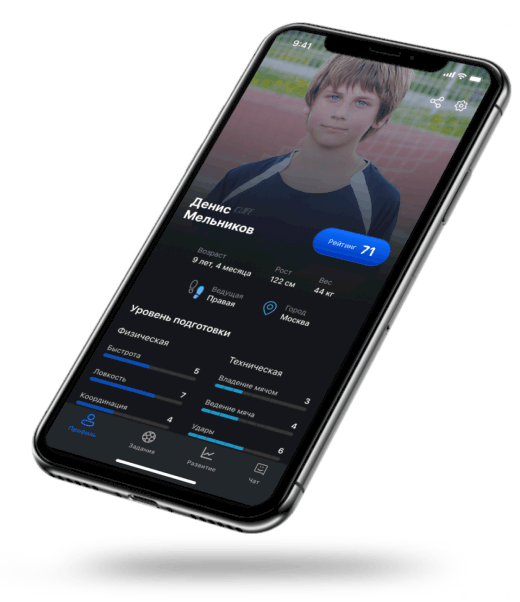 9:41
Денис
Мельников
Рейтинг 71
Возраст
9 лет, 4 месяца
Рост
122 см
Вес
44 кг
Ведущая
Правая
Город
Москва
Уровень подготовки
Физическая
Быстрота 5
Ловкость 7
Координация 4
Техническая
Владение мячом 3
Ведение мяча 4
Удары 6
Профиль
Задания
Развитие
Чат